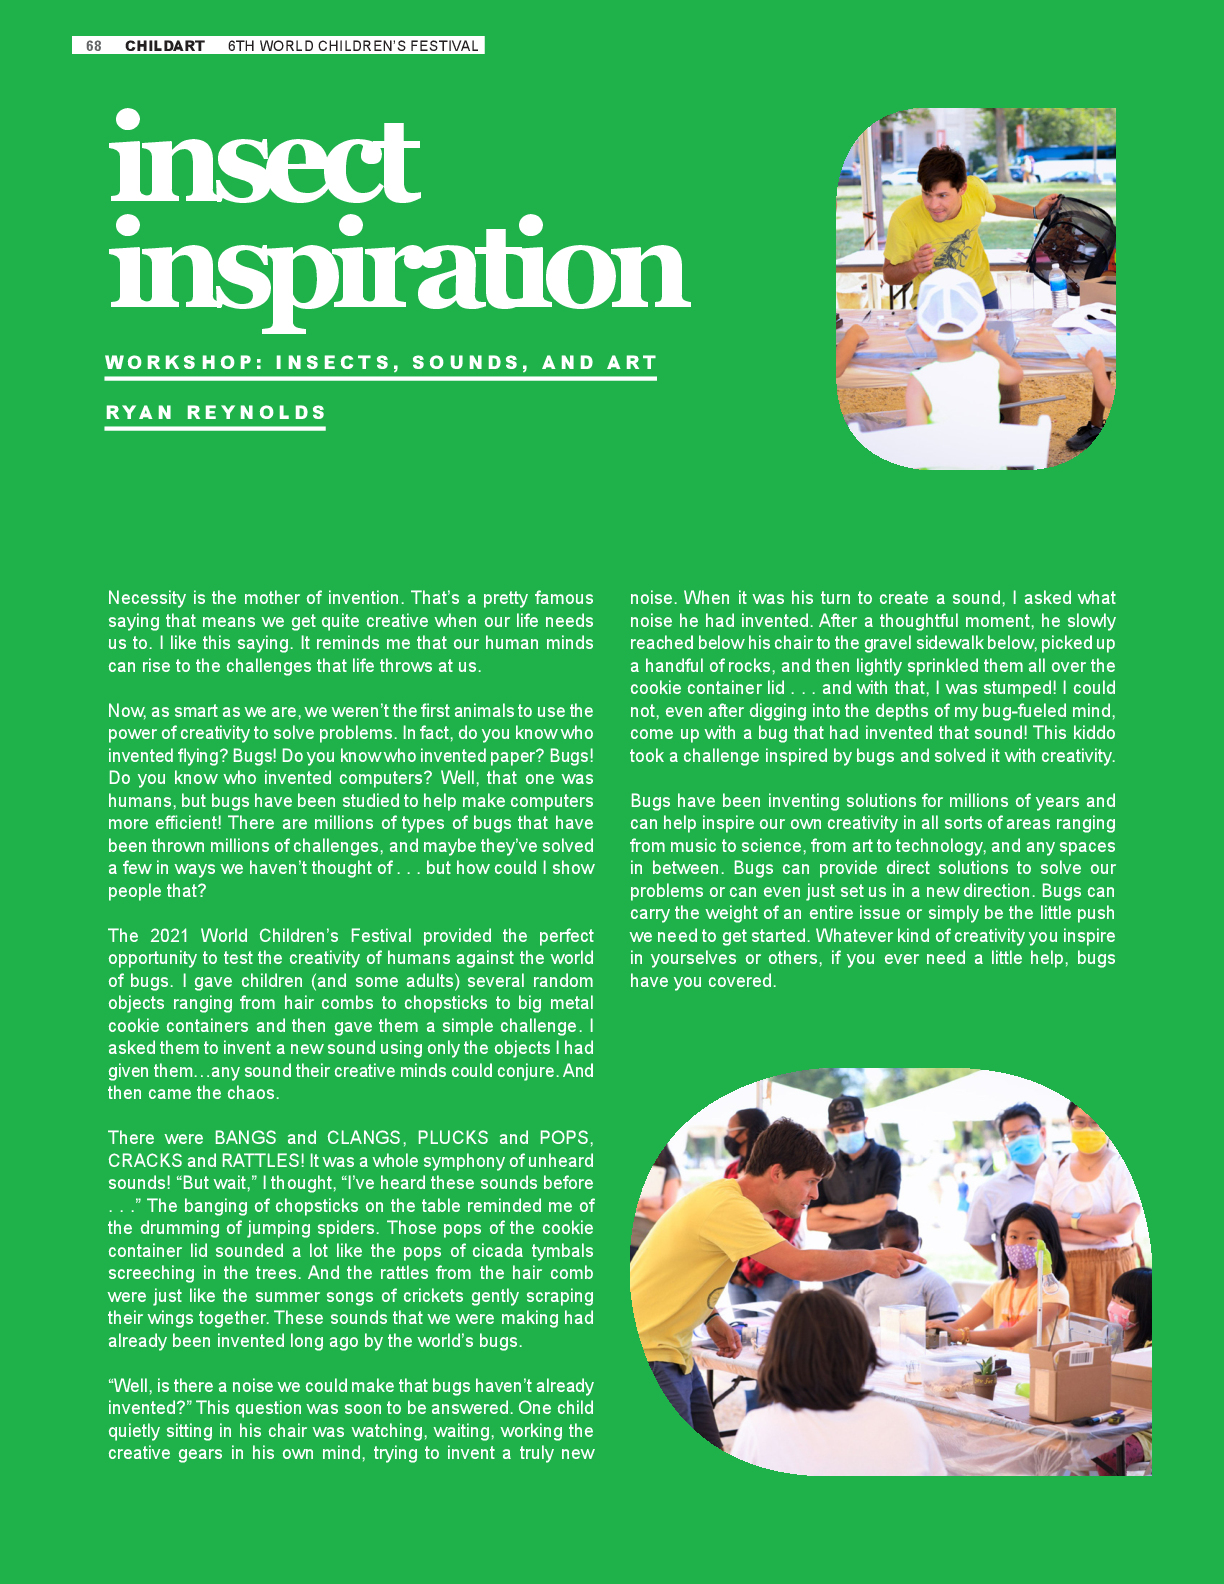 68 CHILDART 6TH WORLD CHILDREN'S FESTIVAL
insect
inspiration
WORKSHOP: INSECTS, SOUNDS, AND ART
RYAN REYNOLDS
Necessity is the mother of invention. That's a pretty famous
saying that means we get quite creative when our life needs
us to. I like this saying. It reminds me that our human minds
can rise to the challenges that life throws at us.
Now, as smart as we are, we weren't the first animals to use the
power of creativity to solve problems. In fact, do you know who
invented flying? Bugs! Do you know who invented paper? Bugs!
Do you know who invented computers? Well, that one was
humans, but bugs have been studied to help make computers
more efficient! There are millions of types of bugs that have
been thrown millions of challenges, and maybe they've solved
a few in ways we haven't thought of . . . but how could I show
people that?
The 2021 World Children's Festival provided the perfect
opportunity to test the creativity of humans against the world
of bugs. I gave children (and some adults) several random
objects ranging from hair combs to chopsticks to big metal
cookie containers and then gave them a simple challenge. I
asked them to invent a new sound using only the objects I had
given them…any sound their creative minds could conjure. And
then came the chaos.
There were BANGS and CLANGS, PLUCKS and POPS,
CRACKS and RATTLES! It was a whole symphony of unheard
sounds! “But wait,” I thought, “I've heard these sounds before
. . .” The banging of chopsticks on the table reminded me of
the drumming of jumping spiders. Those pops of the cookie
container lid sounded a lot like the pops of cicada tymbals
screeching in the trees. And the rattles from the hair comb
were just like the summer songs of crickets gently scraping
their wings together. These sounds that we were making had
already been invented long ago by the world's bugs.
“Well, is there a noise we could make that bugs haven't already
invented?” This question was soon to be answered. One child
quietly sitting in his chair was watching, waiting, working the
creative gears in his own mind, trying to invent a truly new
noise. When it was his turn to create a sound, I asked what
noise he had invented. After a thoughtful moment, he slowly
reached below his chair to the gravel sidewalk below, picked up
a handful of rocks, and then lightly sprinkled them all over the
cookie container lid . . . and with that, I was stumped! I could
not, even after digging into the depths of my bug-fueled mind,
come up with a bug that had invented that sound! This kiddo
took a challenge inspired by bugs and solved it with creativity.
Bugs have been inventing solutions for millions of years and
can help inspire our own creativity in all sorts of areas ranging
from music to science, from art to technology, and any spaces
in between. Bugs can provide direct solutions to solve our
problems or can even just set us in a new direction. Bugs can
carry the weight of an entire issue or simply be the little push
we need to get started. Whatever kind of creativity you inspire
in yourselves or others, if you ever need a little help, bugs
have you covered.